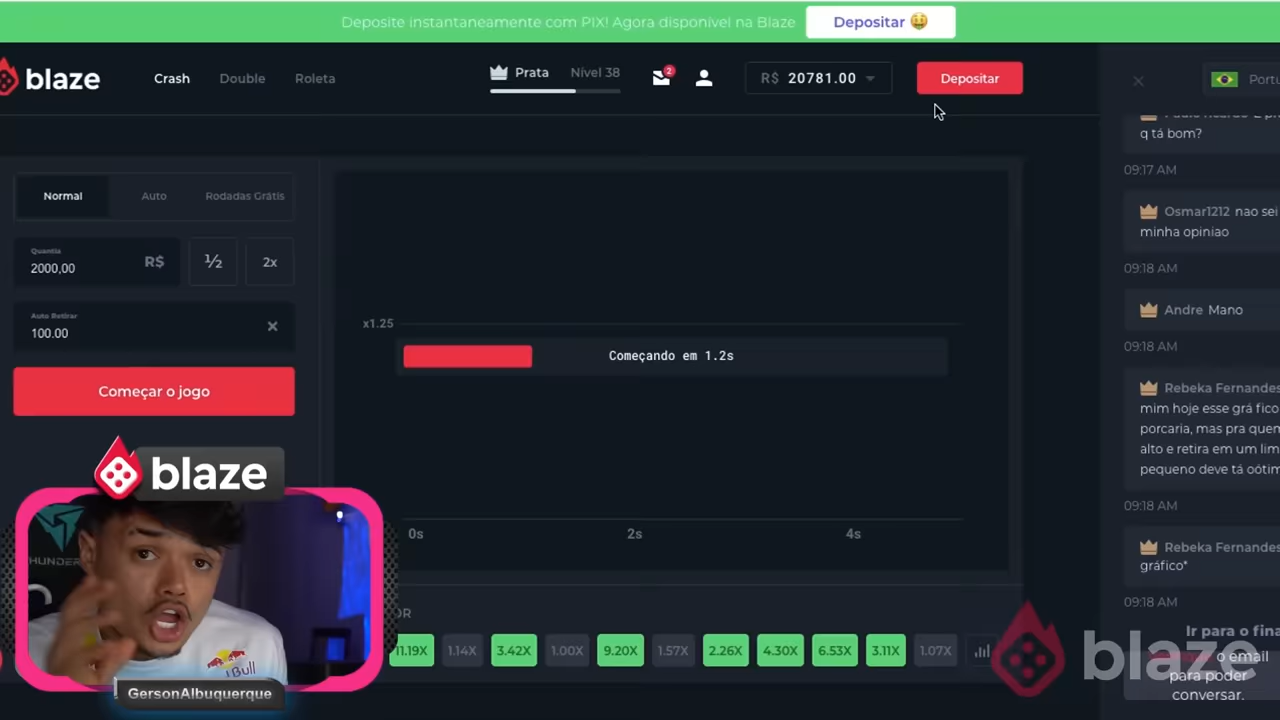 Deposite instantaneamente com PIX! Agora disponível na Blaze
Depositar 🤑
blaze
Crash
Double
Roleta
Prata
Nível 38
2
R$ 20781.00
Depositar
Normal
Auto
Rodadas Grátis
Quantia
2000,00
R$
½
2x
Auto Retirar
100.00
Começar o jogo
x1.25
Começando em 1.2s
0s
2s
4s
11.19X
1.14X
3.42X
1.00X
9.20X
1.57X
2.26X
4.30X
6.53X
3.11X
1.07X
q tá bom?
09:17 AM
Osmar1212 nao sei
minha opiniao
09:18 AM
Andre Mano
09:18 AM
Rebeka Fernandes
mim hoje esse grá fico
porcaria, mas pra quem
alto e retira em um lim
pequeno deve tá oótim
09:18 AM
Rebeka Fernandes
gráfico*
09:18 AM
Ir para o fina
o email
para poder
conversar.
blaze
blaze
THUNDER
Bull
GersonAlbuquerque